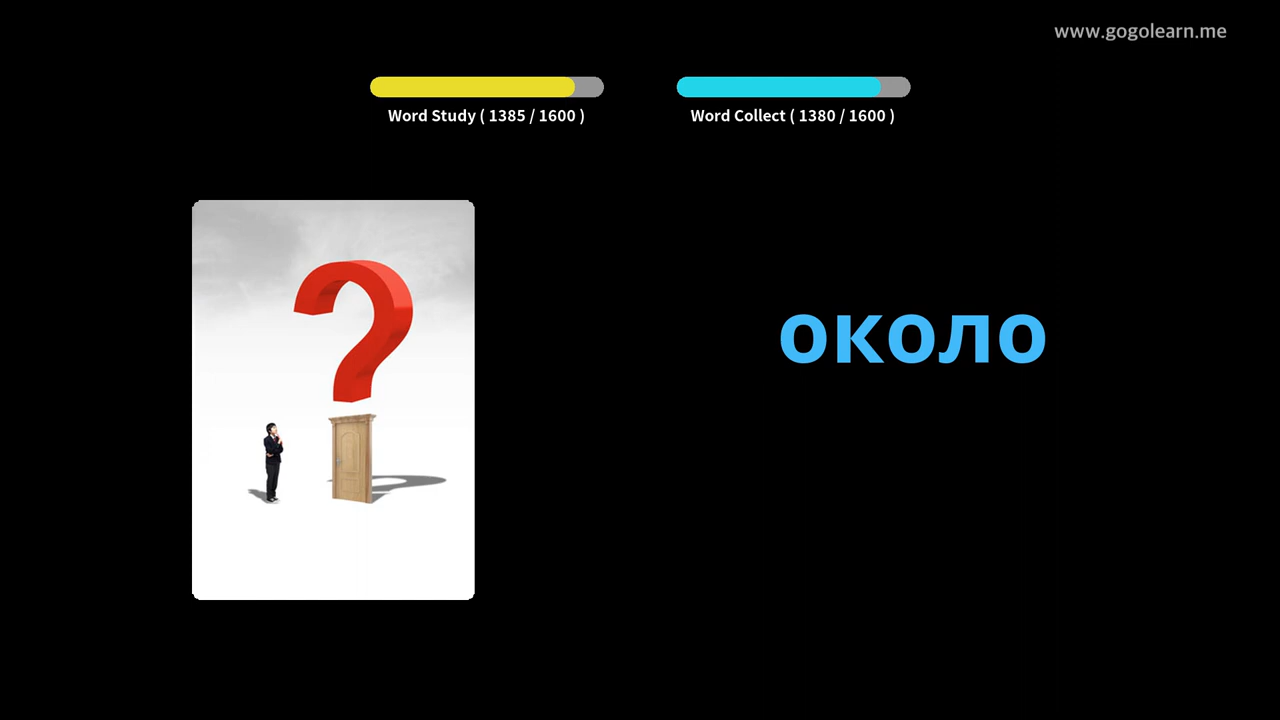 www.gogolearn.me
Word Study ( 1385 / 1600 )
Word Collect ( 1380 / 1600 )
?
около